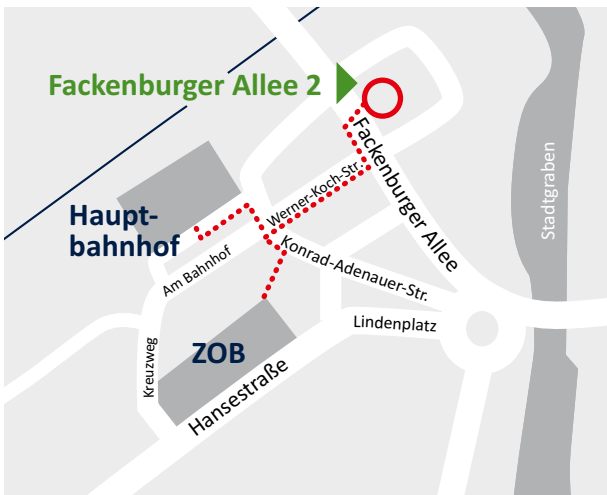 Fackenburger Allee 2
Fackenburger Allee
Stadtgraben
Werner-Koch-Str.
Haupt-
bahnhof
Am Bahnhof
Konrad-Adenauer-Str.
Lindenplatz
ZOB
Kreuzweg
Hansestraße